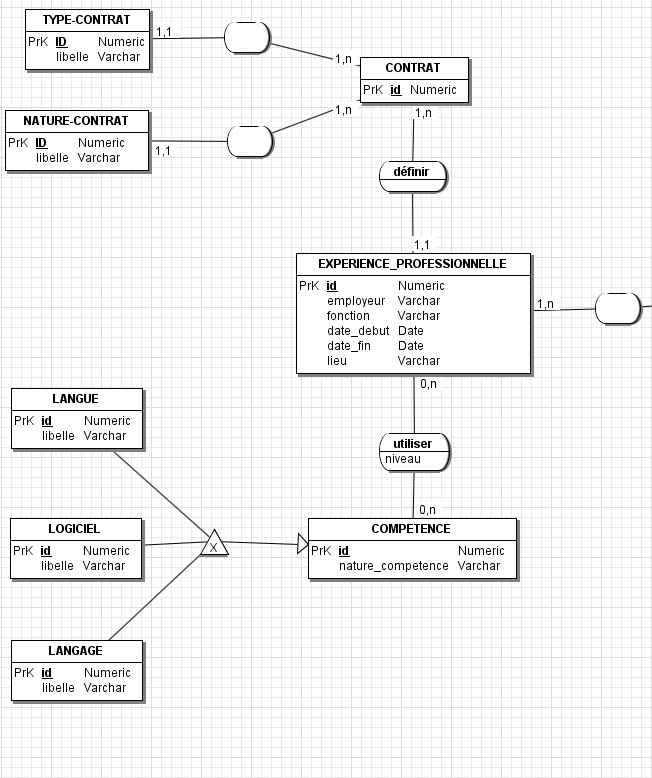 TYPE-CONTRAT
PrK ID Numeric
libelle Varchar
1,1
1,n
CONTRAT
PrK id Numeric
NATURE-CONTRAT
PrK ID Numeric
libelle Varchar
1,1
1,n
1,n
définir
1,1
EXPERIENCE_PROFESSIONNELLE
PrK id Numeric
employeur Varchar
fonction Varchar
date_debut Date
date_fin Date
lieu Varchar
1,n
0,n
utiliser
niveau
0,n
LANGUE
PrK id Numeric
libelle Varchar
LOGICIEL
PrK id Numeric
libelle Varchar
X
COMPETENCE
PrK id Numeric
nature_competence Varchar
LANGAGE
PrK id Numeric
libelle Varchar